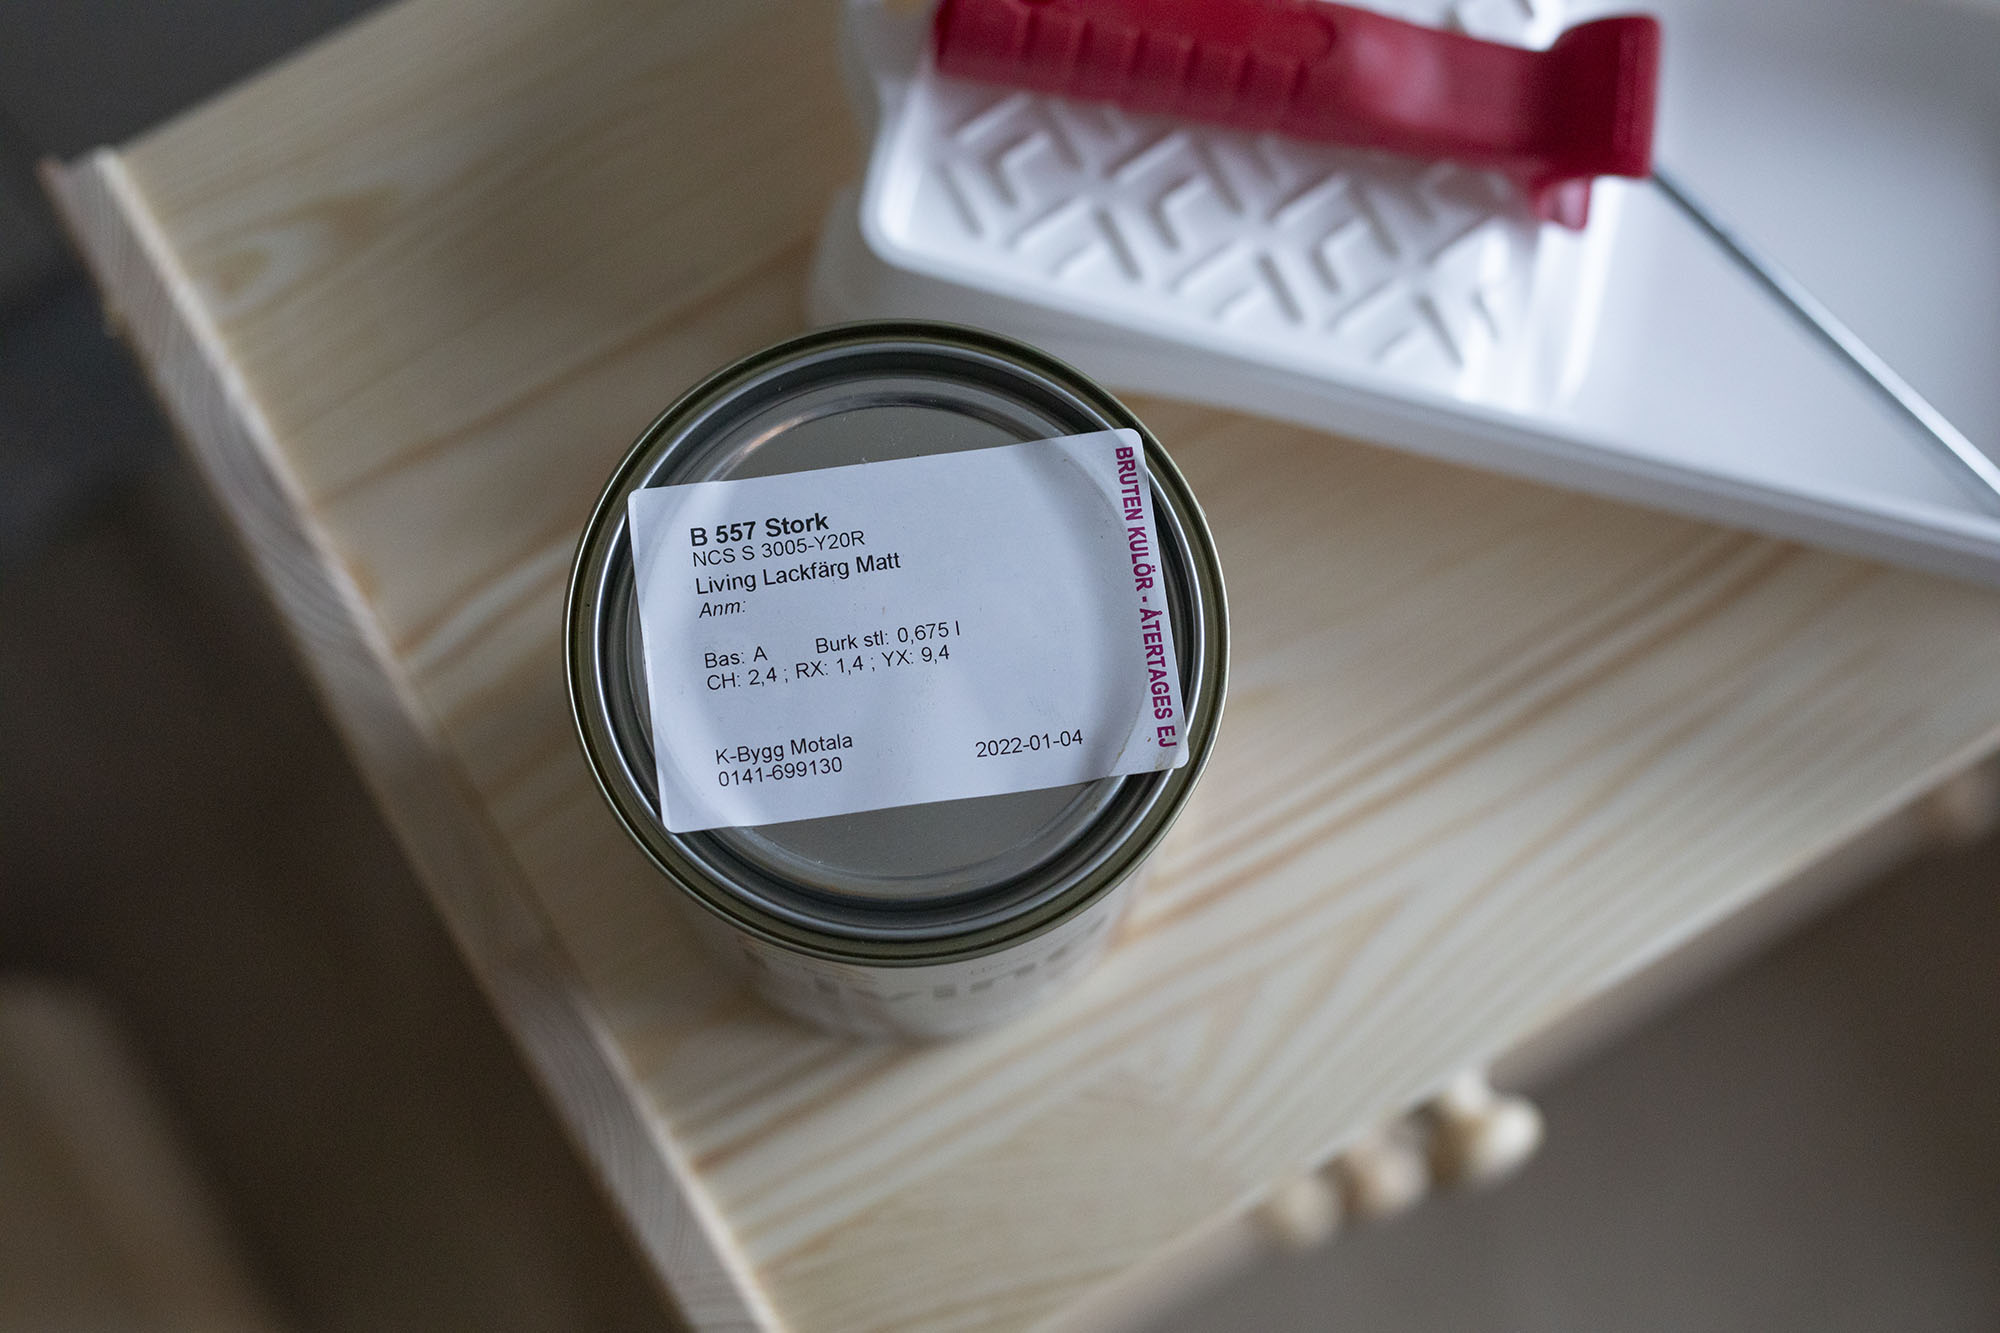 B 557 Stork
NCS S 3005-Y20R
Living Lackfärg Matt
Anm:
Bas: A Burk stl: 0,675 l
CH: 2,4 ; RX: 1,4 ; YX: 9,4
K-Bygg Motala
0141-699130
2022-01-04
BRUTEN KULÖR - ÅTERTAGES EJ